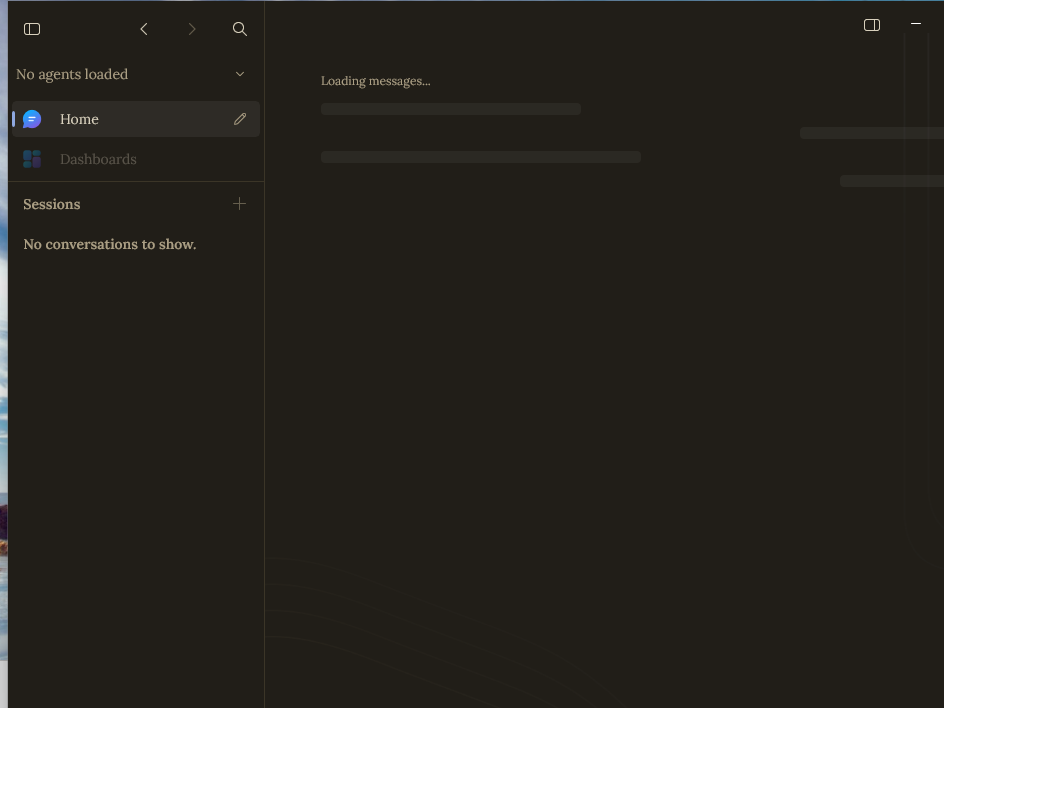 No agents loaded
Home
Dashboards
Sessions
No conversations to show.
Loading messages...